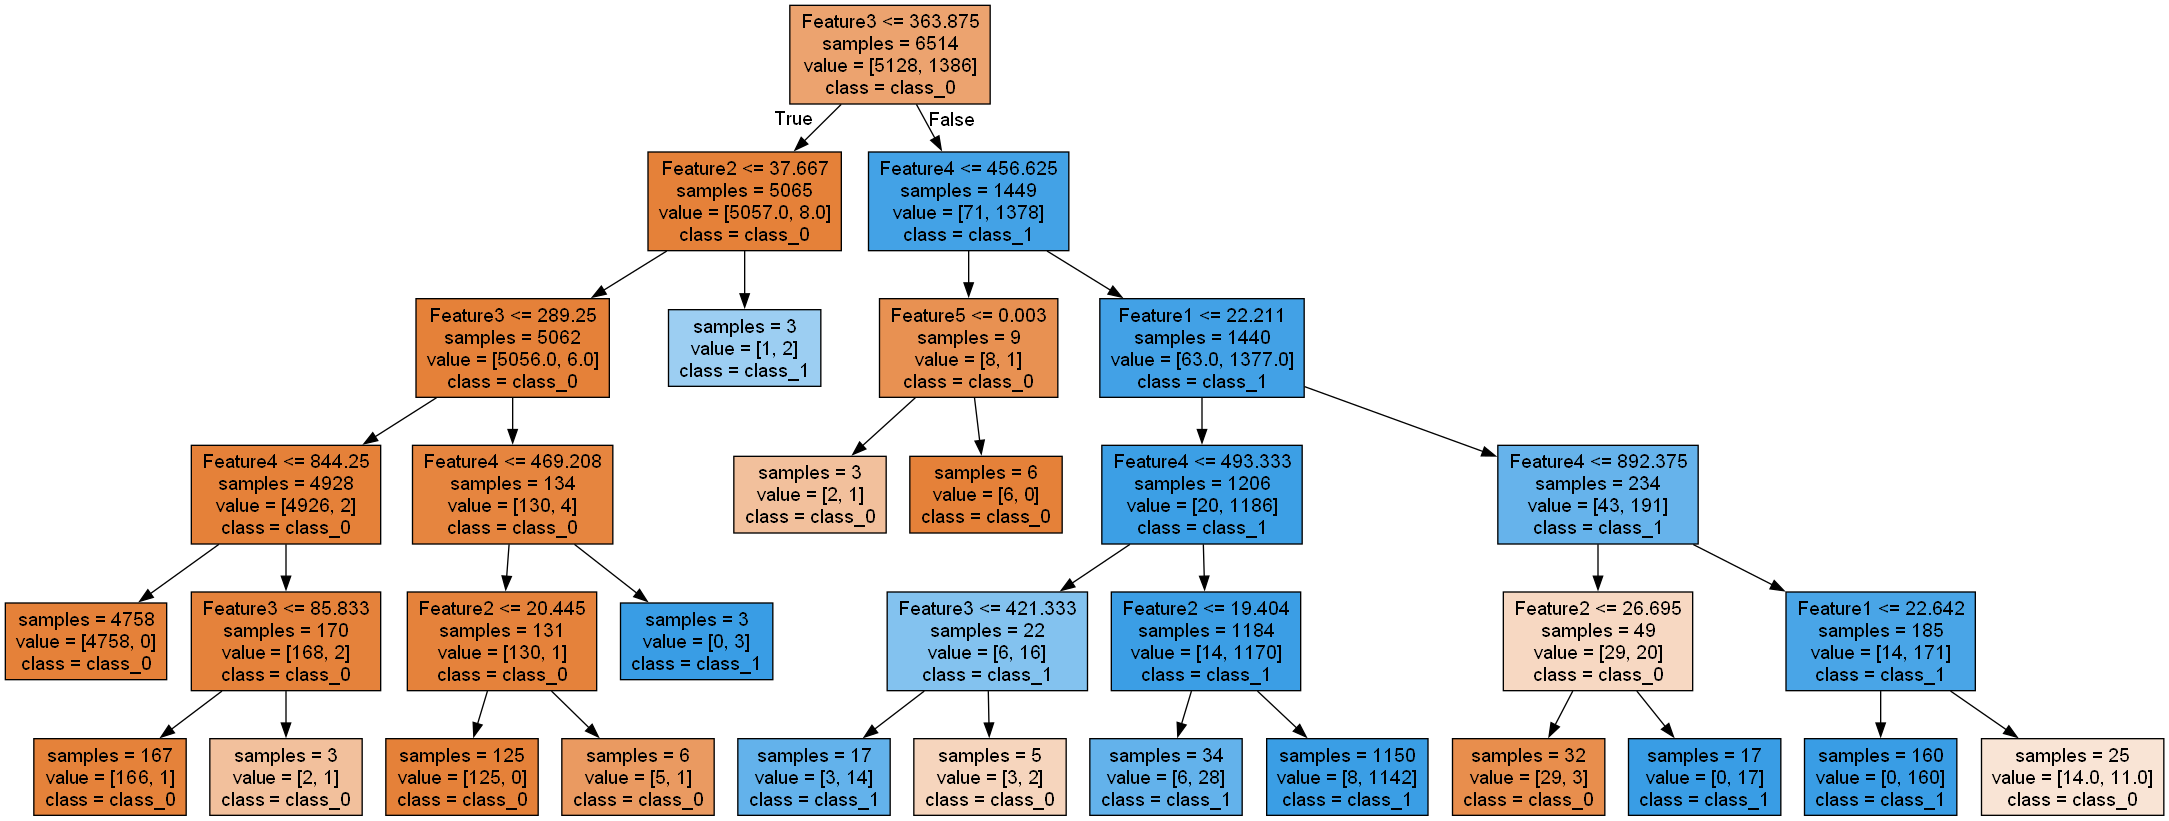 Feature3 <= 363.875
samples = 6514
value = [5128, 1386]
class = class_0
True
False
Feature2 <= 37.667
samples = 5065
value = [5057.0, 8.0]
class = class_0
Feature4 <= 456.625
samples = 1449
value = [71, 1378]
class = class_1
Feature3 <= 289.25
samples = 5062
value = [5056.0, 6.0]
class = class_0
samples = 3
value = [1, 2]
class = class_1
Feature5 <= 0.003
samples = 9
value = [8, 1]
class = class_0
Feature1 <= 22.211
samples = 1440
value = [63.0, 1377.0]
class = class_1
Feature4 <= 844.25
samples = 4928
value = [4926, 2]
class = class_0
Feature4 <= 469.208
samples = 134
value = [130, 4]
class = class_0
samples = 3
value = [2, 1]
class = class_0
samples = 6
value = [6, 0]
class = class_0
Feature4 <= 493.333
samples = 1206
value = [20, 1186]
class = class_1
Feature4 <= 892.375
samples = 234
value = [43, 191]
class = class_1
samples = 4758
value = [4758, 0]
class = class_0
Feature3 <= 85.833
samples = 170
value = [168, 2]
class = class_0
Feature2 <= 20.445
samples = 131
value = [130, 1]
class = class_0
samples = 3
value = [0, 3]
class = class_1
Feature3 <= 421.333
samples = 22
value = [6, 16]
class = class_1
Feature2 <= 19.404
samples = 1184
value = [14, 1170]
class = class_1
Feature2 <= 26.695
samples = 49
value = [29, 20]
class = class_0
Feature1 <= 22.642
samples = 185
value = [14, 171]
class = class_1
samples = 167
value = [166, 1]
class = class_0
samples = 3
value = [2, 1]
class = class_0
samples = 125
value = [125, 0]
class = class_0
samples = 6
value = [5, 1]
class = class_0
samples = 17
value = [3, 14]
class = class_1
samples = 5
value = [3, 2]
class = class_0
samples = 34
value = [6, 28]
class = class_1
samples = 1150
value = [8, 1142]
class = class_1
samples = 32
value = [29, 3]
class = class_0
samples = 17
value = [0, 17]
class = class_1
samples = 160
value = [0, 160]
class = class_1
samples = 25
value = [14.0, 11.0]
class = class_0